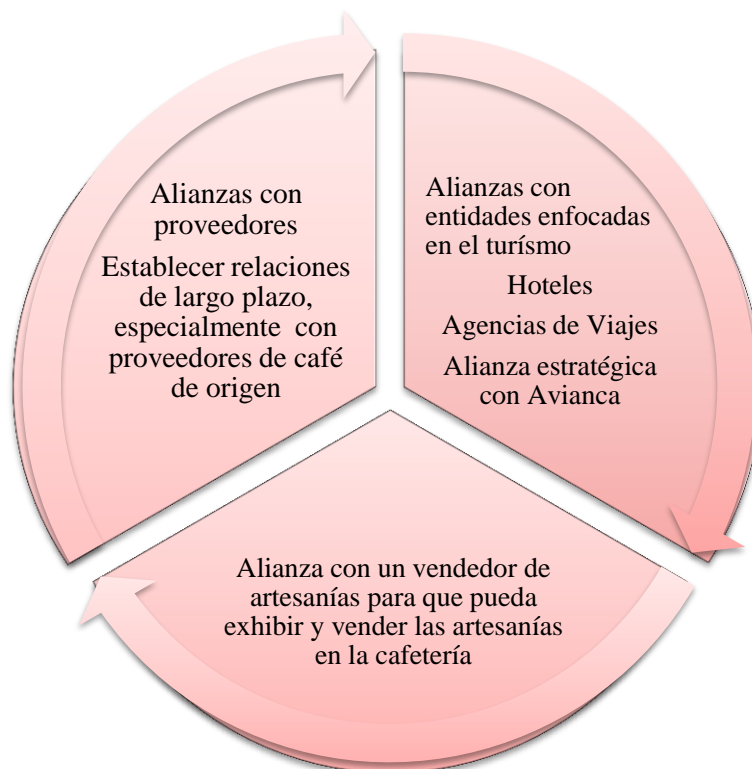 Alianzas con
proveedores
Establecer relaciones
de largo plazo,
especialmente con
proveedores de café
de origen
Alianzas con
entidades enfocadas
en el turísmo
Hoteles
Agencias de Viajes
Alianza estratégica
con Avianca
Alianza con un vendedor de
artesanías para que pueda
exhibir y vender las artesanías
en la cafetería